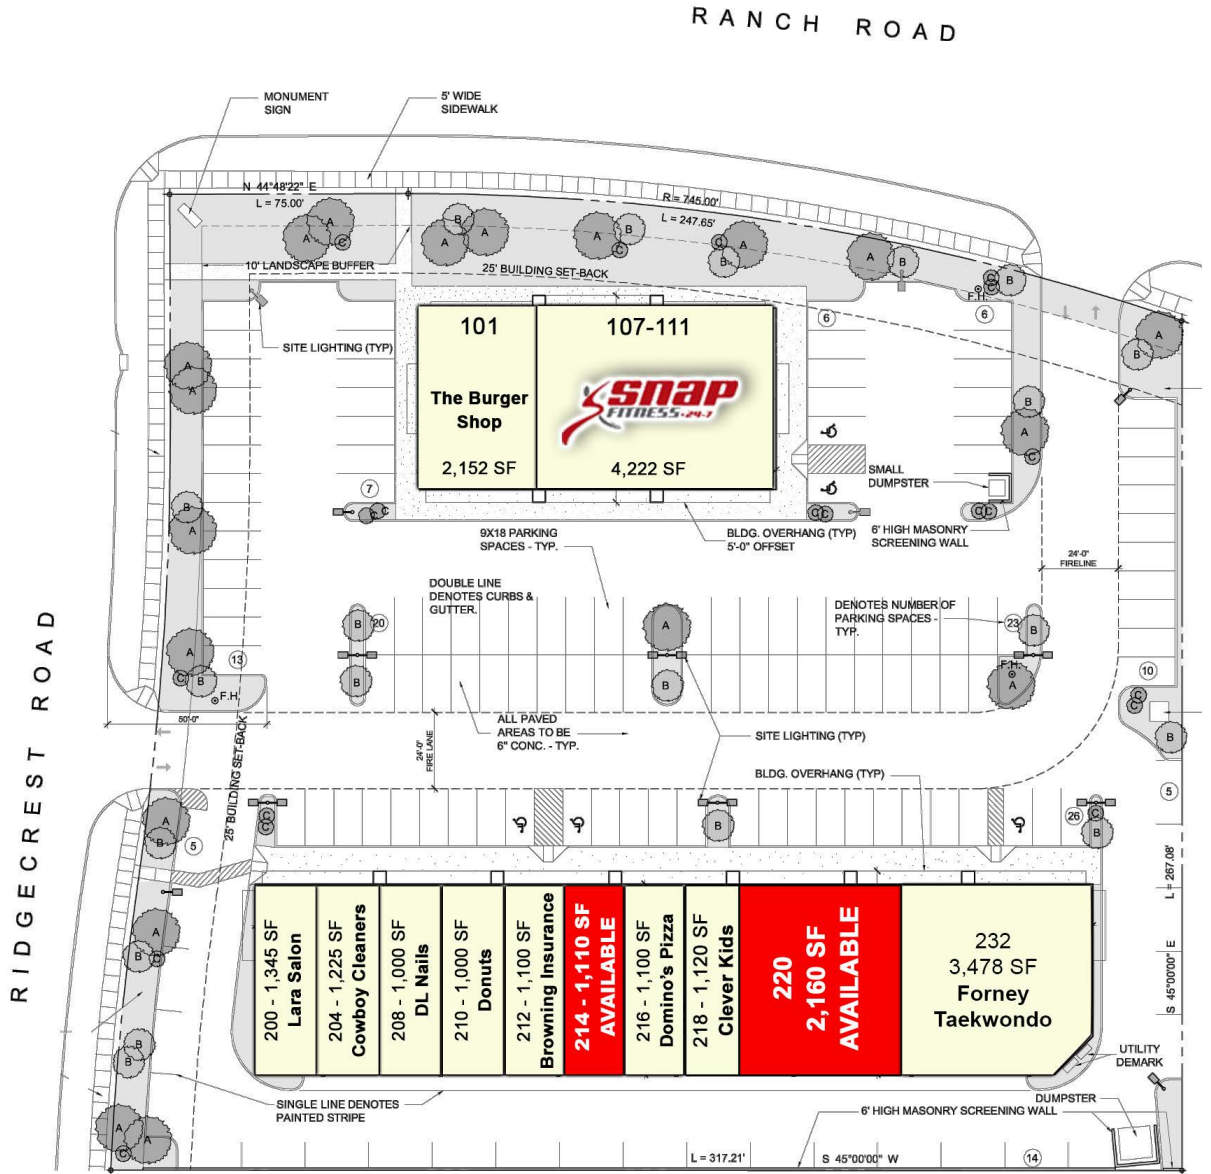 RANCH ROAD
MONUMENT
SIGN
5' WIDE
SIDEWALK
N 44°48'22" E
L = 75.00'
R = 745.00'
L = 247.65'
A
A
C
B
A
A
A
B
C
C
A
B
A
B
C
C
B
10' LANDSCAPE BUFFER
25' BUILDING SET-BACK
F.H.
6
6
A
B
SITE LIGHTING (TYP)
A
A
101
107-111
The Burger
Shop
snap
FITNESS-24-7
2,152 SF
4,222 SF
B
A
C
SMALL
DUMPSTER
7
B
A
C
C
C
C
C
C
9X18 PARKING
SPACES - TYP.
BLDG. OVERHANG (TYP)
5'-0" OFFSET
6' HIGH MASONRY
SCREENING WALL
24'-0"
FIRELINE
DOUBLE LINE
DENOTES CURBS &
GUTTER.
DENOTES NUMBER OF
PARKING SPACES -
TYP.
B
20
A
23
B
A
C
B
13
F.H.
B
B
F.H.
A
10
C
C
B
50'-0"
ALL PAVED
AREAS TO BE
6" CONC. - TYP.
24'-0"
FIRE LANE
SITE LIGHTING (TYP)
BLDG. OVERHANG (TYP)
25' BUILDING SET-BACK
RIDGECREST ROAD
A
B
5
C
C
B
26
C
B
5
L = 267.08'
S 45°00'00" E
A
B
C
B
B
200 - 1,345 SF
Lara Salon
204 - 1,225 SF
Cowboy Cleaners
208 - 1,000 SF
DL Nails
210 - 1,000 SF
Donuts
212 - 1,100 SF
Browning Insurance
214 - 1,110 SF
AVAILABLE
216 - 1,100 SF
Domino's Pizza
218 - 1,120 SF
Clever Kids
220
2,160 SF
AVAILABLE
232
3,478 SF
Forney
Taekwondo
UTILITY
DEMARK
SINGLE LINE DENOTES
PAINTED STRIPE
DUMPSTER
6' HIGH MASONRY SCREENING WALL
A
A
C
L = 317.21'
S 45°00'00" W
14